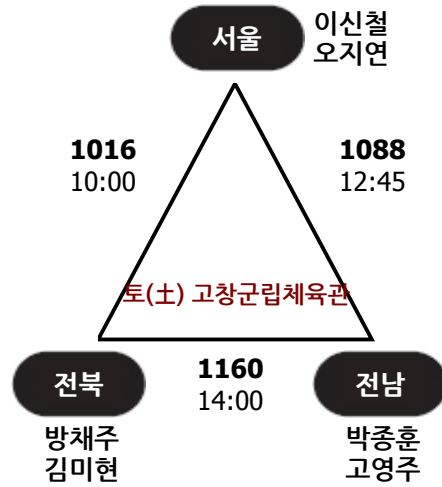 서울
이신철
오지연
1016
10:00
1088
12:45
토(土) 고창군립체육관
전북
1160
14:00
전남
방채주
김미현
박종훈
고영주